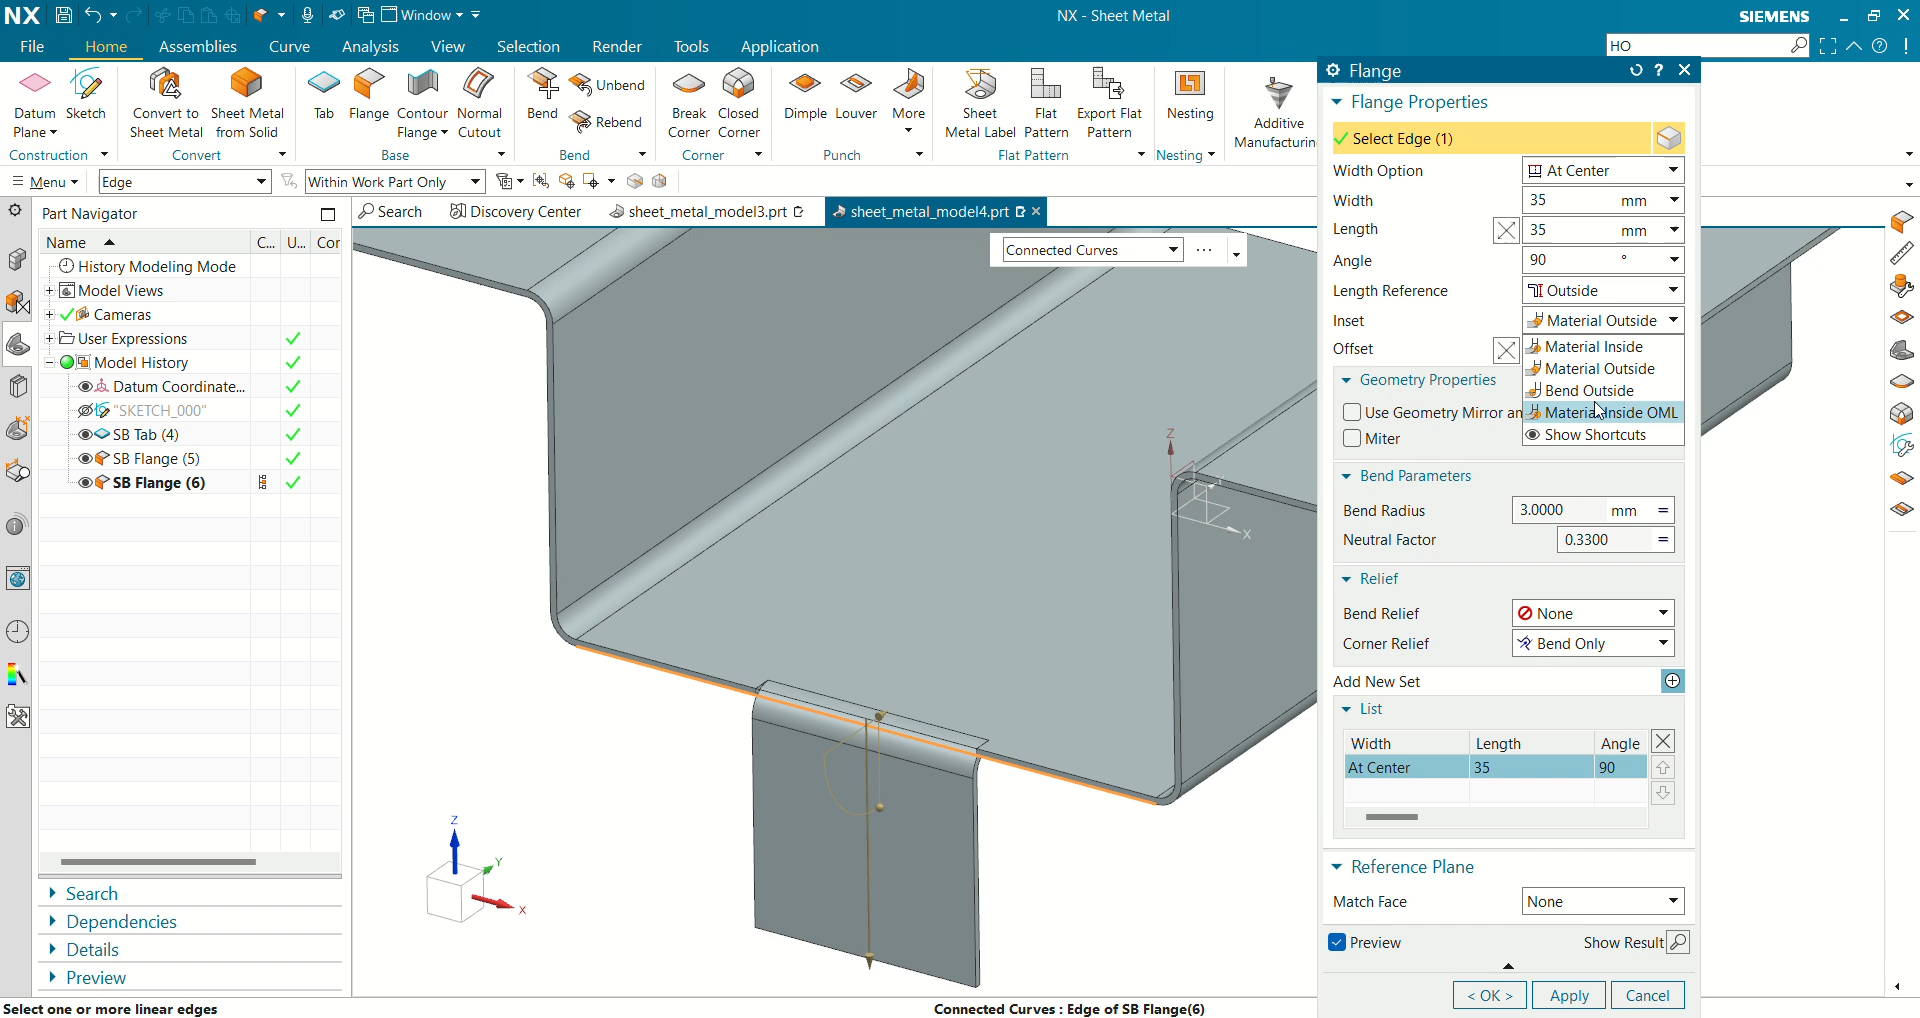 NX
Window
NX - Sheet Metal
SIEMENS
File
Home
Assemblies
Curve
Analysis
View
Selection
Render
Tools
Application
HO
Datum
Plane
Sketch
Convert to
Sheet Metal
Sheet Metal
from Solid
Tab
Flange
Contour
Flange
Normal
Cutout
Bend
Unbend
Rebend
Break
Corner
Closed
Corner
Dimple
Louver
More
Sheet
Metal Label
Flat
Pattern
Export Flat
Pattern
Nesting
Additive
Manufacturin
Construction
Convert
Base
Bend
Corner
Punch
Flat Pattern
Nesting
Menu
Edge
Within Work Part Only
Part Navigator
Name
C...
U...
Cor
History Modeling Mode
Model Views
Cameras
User Expressions
Model History
Datum Coordinate...
"SKETCH_000"
SB Tab (4)
SB Flange (5)
SB Flange (6)
Search
Dependencies
Details
Preview
Search
Discovery Center
sheet_metal_model3.prt
sheet_metal_model4.prt
Connected Curves
Z
X
Z
Y
X
Flange
Flange Properties
Select Edge (1)
Width Option
At Center
Width
35 mm
Length
35 mm
Angle
90 °
Length Reference
Outside
Inset
Material Outside
Material Inside
Material Outside
Bend Outside
Material Inside OML
Show Shortcuts
Offset
Geometry Properties
Use Geometry Mirror an
Miter
Bend Parameters
Bend Radius
3.0000 mm =
Neutral Factor
0.3300 =
Relief
Bend Relief
None
Corner Relief
Bend Only
Add New Set
List
Width Length Angle
At Center 35 90
Reference Plane
Match Face
None
Preview
Show Result
< OK >
Apply
Cancel
Select one or more linear edges
Connected Curves : Edge of SB Flange(6)